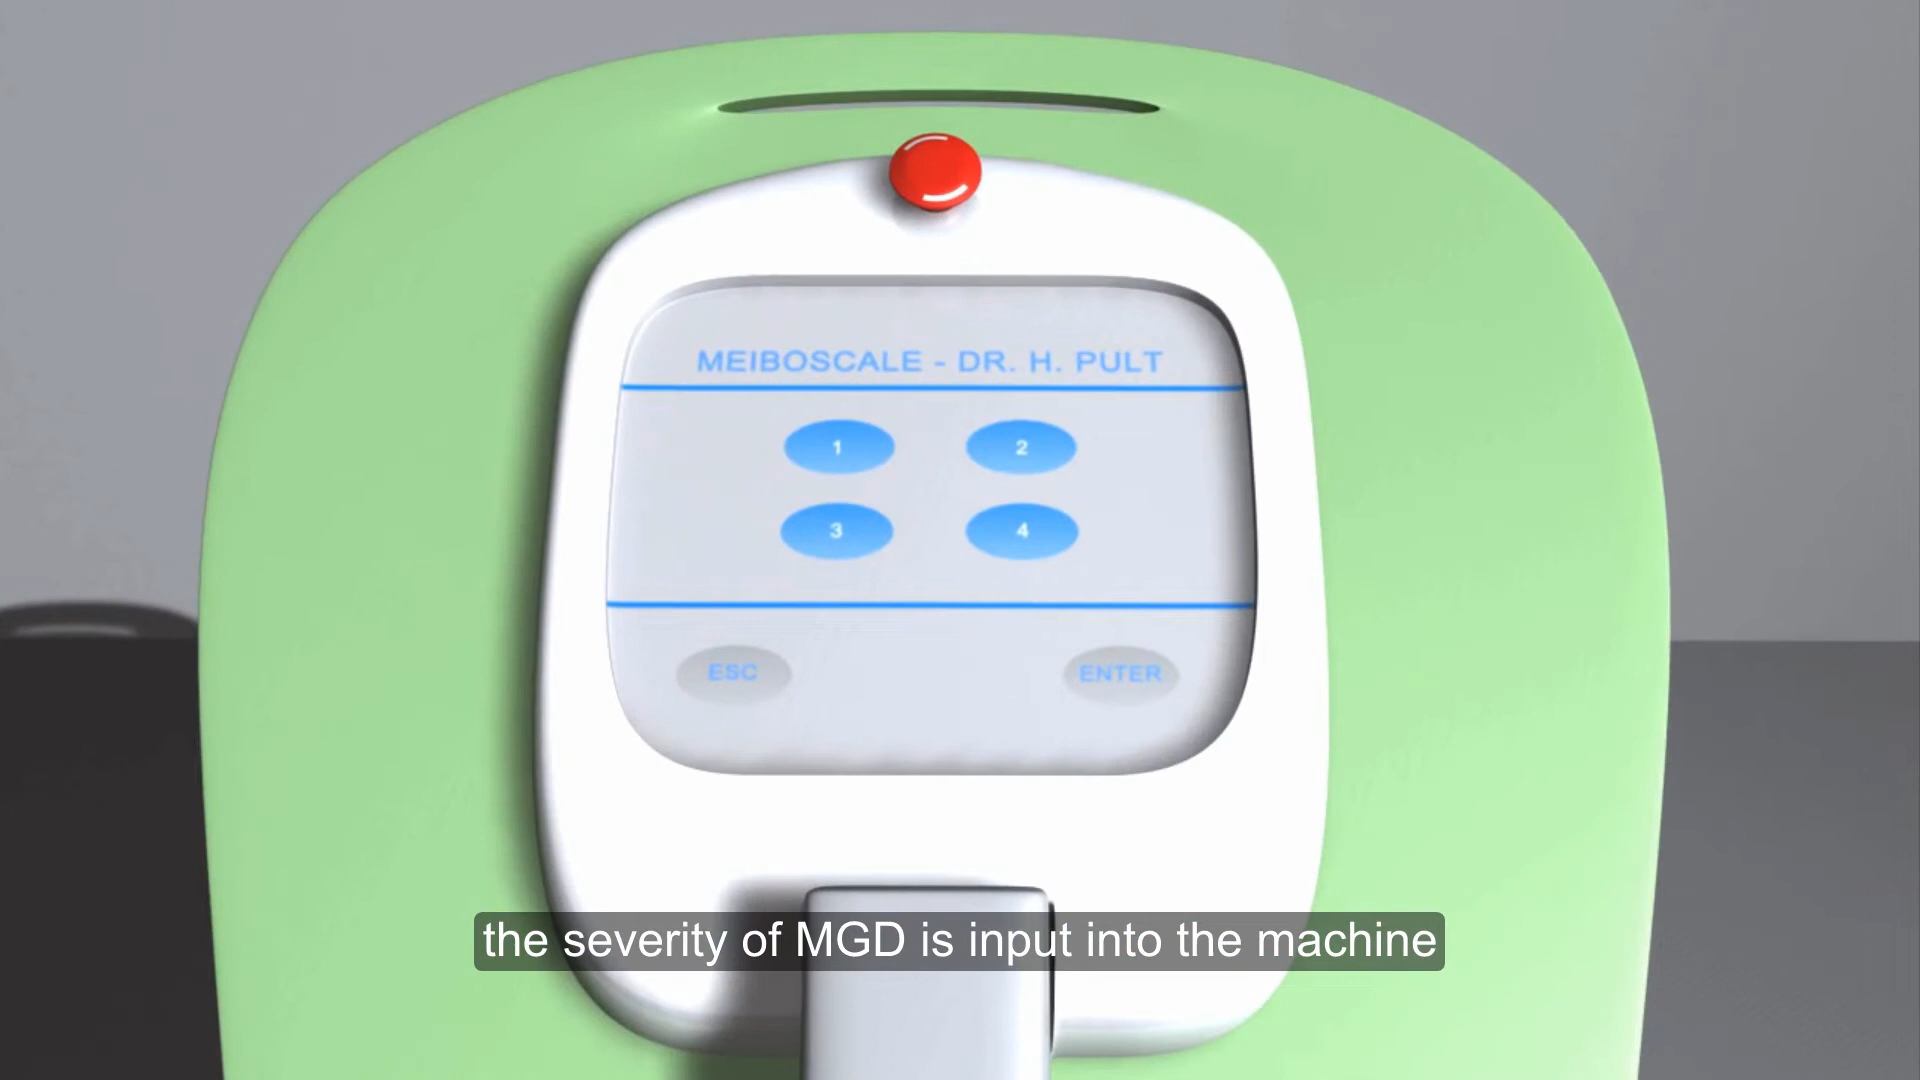 MEIBOSCALE - DR. H. PULT
1 2
3 4
ESC ENTER
the severity of MGD is input into the machine